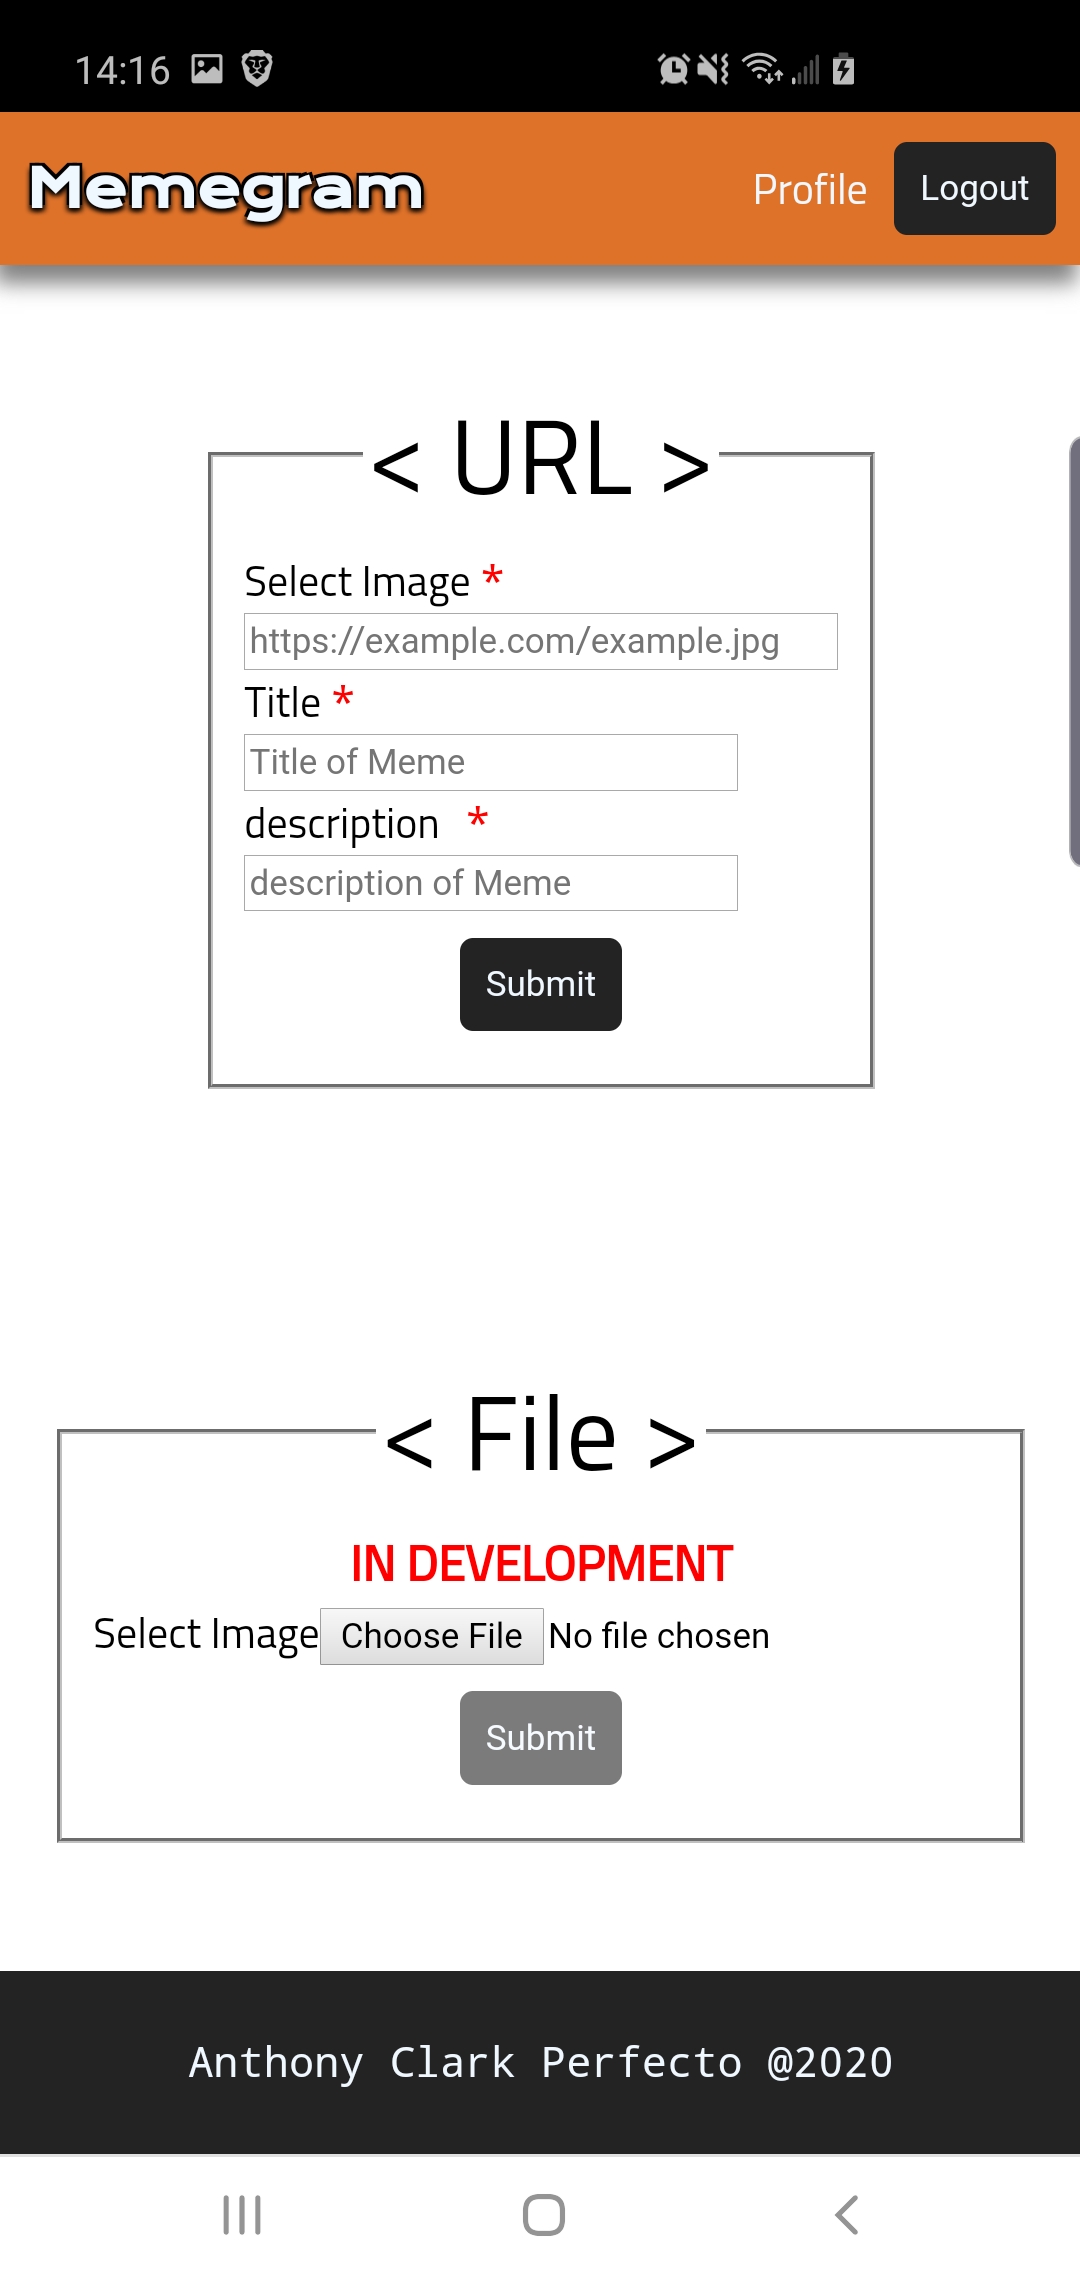 14:16
Memegram
Profile
Logout
< URL >
Select Image *
https://example.com/example.jpg
Title *
Title of Meme
description *
description of Meme
Submit
< File >
IN DEVELOPMENT
Select Image Choose File No file chosen
Submit
Anthony Clark Perfecto @2020